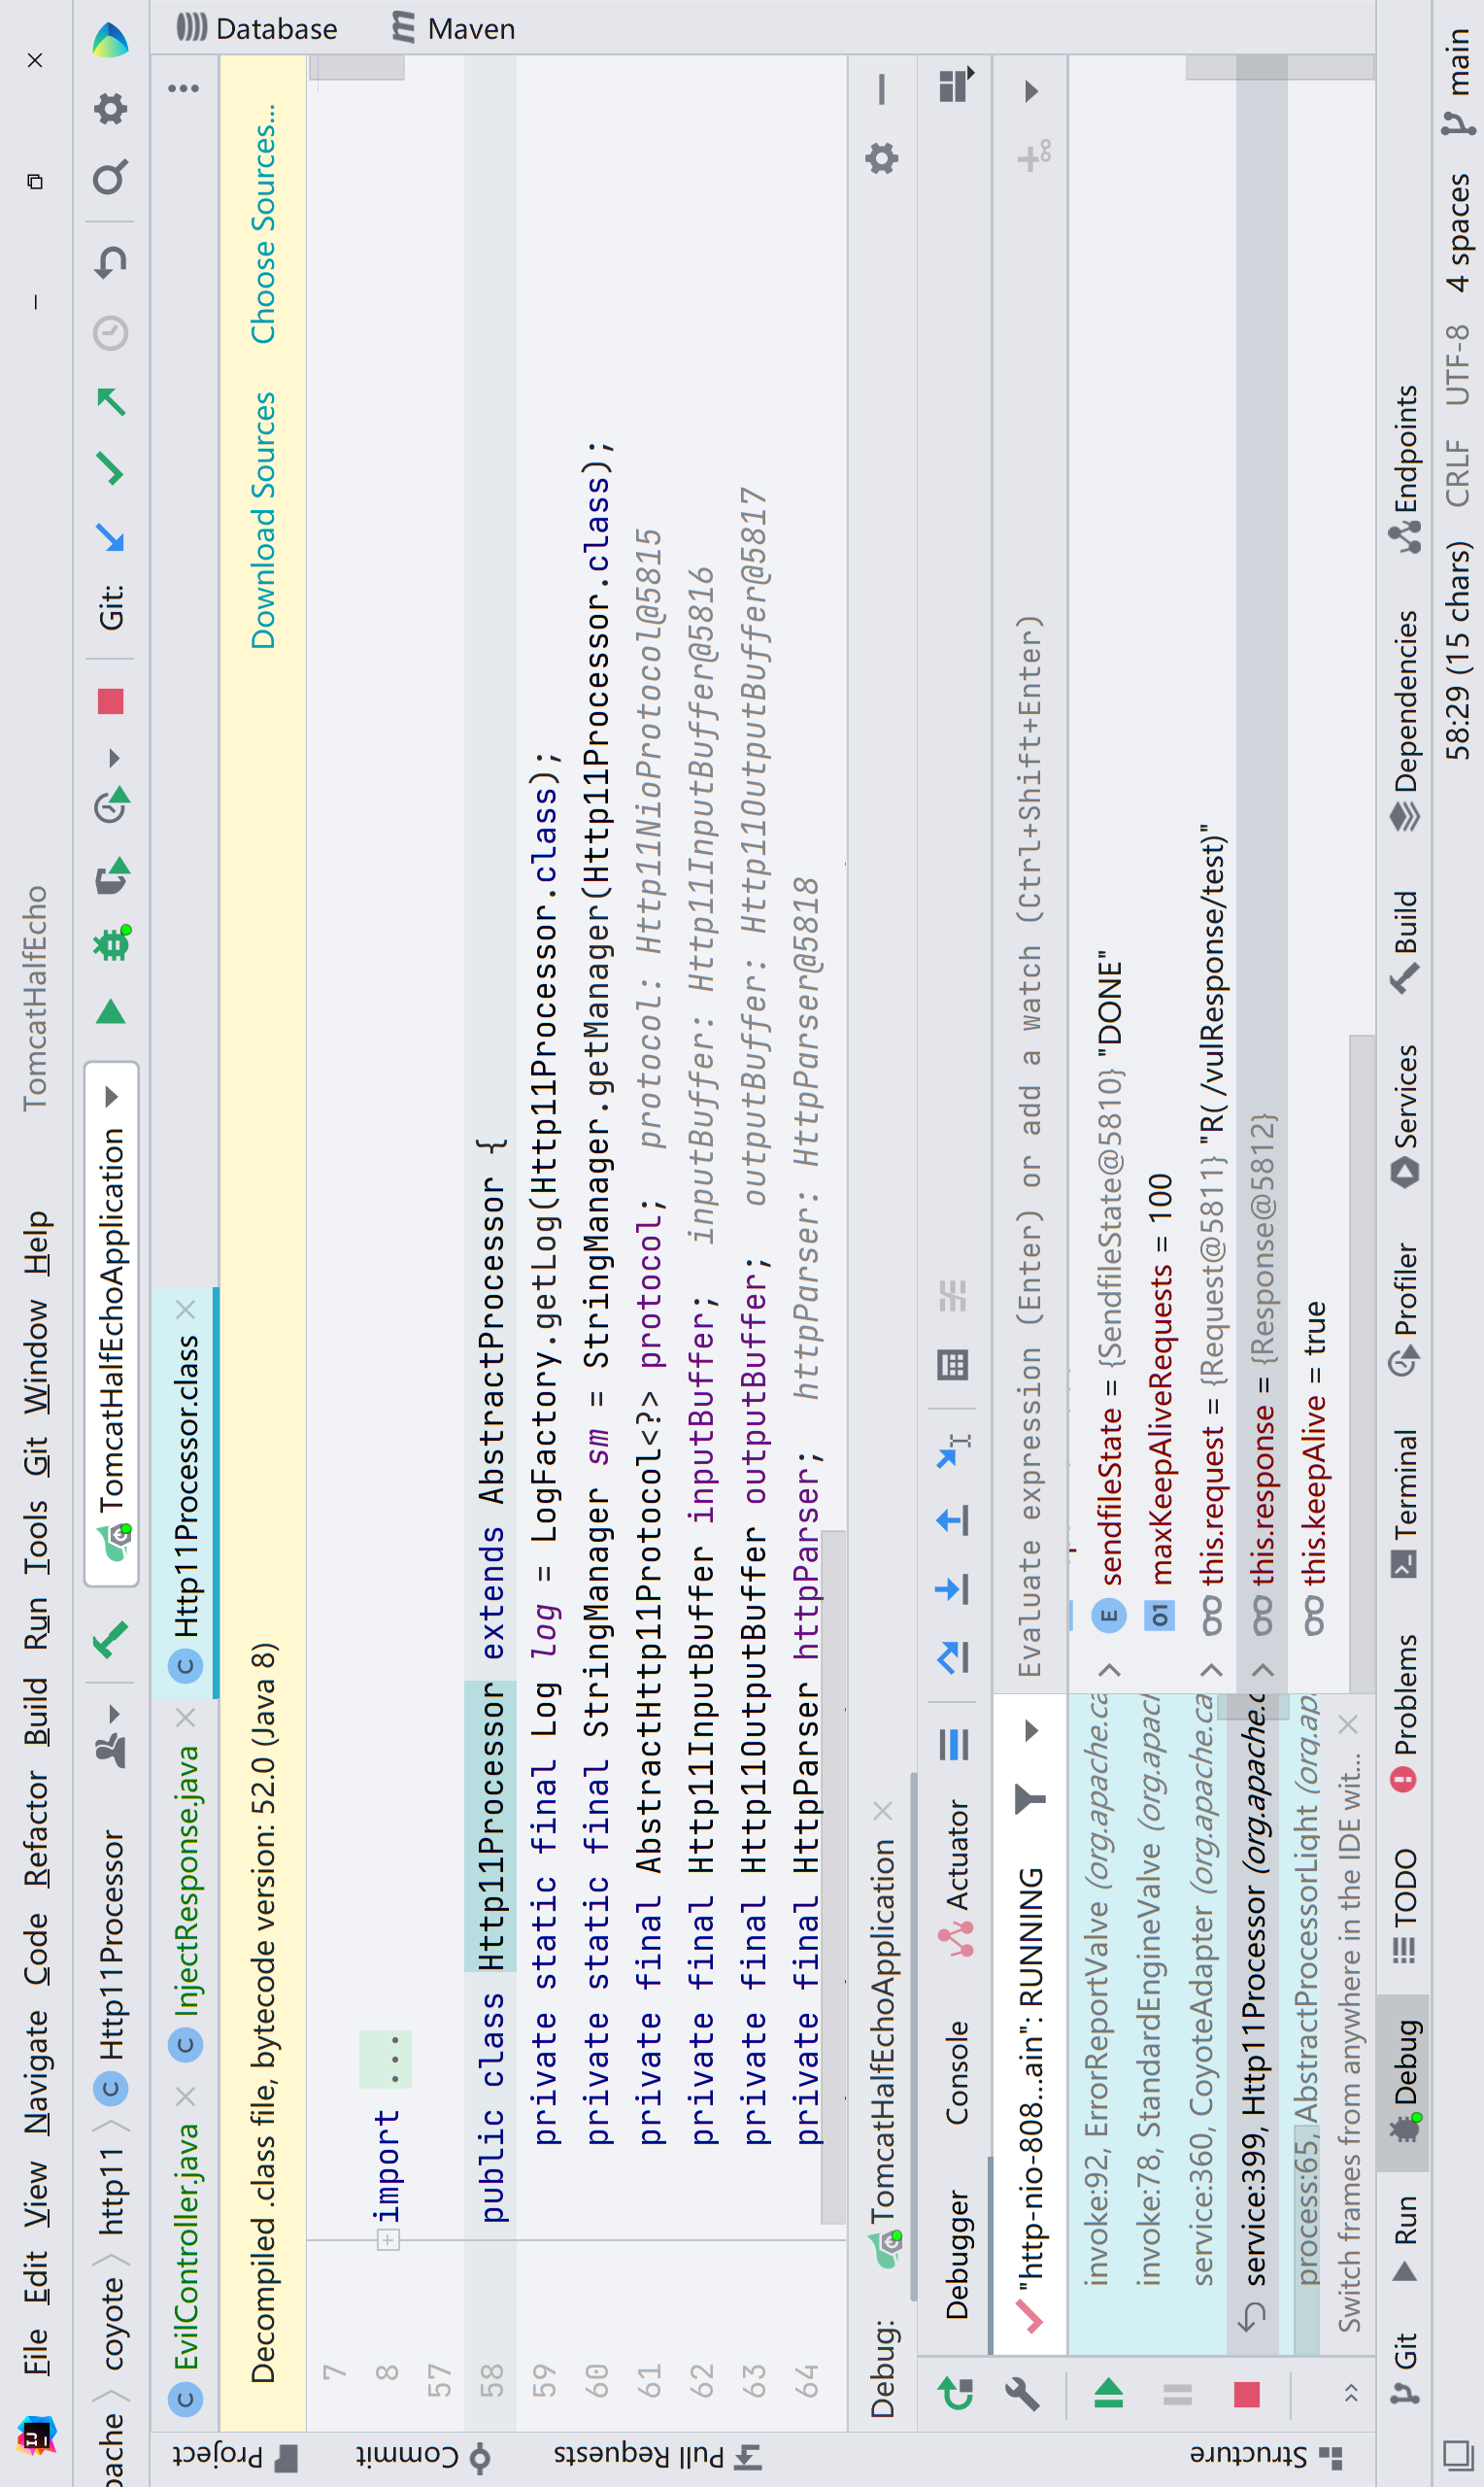 File Edit View Navigate Code Refactor Build Run Tools Git Window Help TomcatHalfEcho
pache coyote http11 Http11Processor TomcatHalfEchoApplication Git:
EvilController.java InjectResponse.java Http11Processor.class
Decompiled .class file, bytecode version: 52.0 (Java 8) Download Sources Choose Sources...
7
8 import ...
57
58 public class Http11Processor extends AbstractProcessor {
59 private static final Log log = LogFactory.getLog(Http11Processor.class);
60 private static final StringManager sm = StringManager.getManager(Http11Processor.class);
61 private final AbstractHttp11Protocol<?> protocol; protocol: Http11NioProtocol@5815
62 private final Http11InputBuffer inputBuffer; inputBuffer: Http11InputBuffer@5816
63 private final Http11OutputBuffer outputBuffer; outputBuffer: Http11OutputBuffer@5817
64 private final HttpParser httpParser; httpParser: HttpParser@5818
Project
Commit
Pull Requests
Structure
Database
Maven
Debug: TomcatHalfEchoApplication
Debugger Console Actuator
"http-nio-808...ain": RUNNING
invoke:92, ErrorReportValve (org.apache.ca
invoke:78, StandardEngineValve (org.apach
service:360, CoyoteAdapter (org.apache.ca
service:399, Http11Processor (org.apache.c
process:65, AbstractProcessorLight (org.ap
Switch frames from anywhere in the IDE wit...
Evaluate expression (Enter) or add a watch (Ctrl+Shift+Enter)
sendfileState = {SendfileState@5810} "DONE"
maxKeepAliveRequests = 100
this.request = {Request@5811} "R( /vulResponse/test)"
this.response = {Response@5812}
this.keepAlive = true
Git Run Debug TODO Problems Terminal Profiler Services Build Dependencies Endpoints
58:29 (15 chars) CRLF UTF-8 4 spaces main